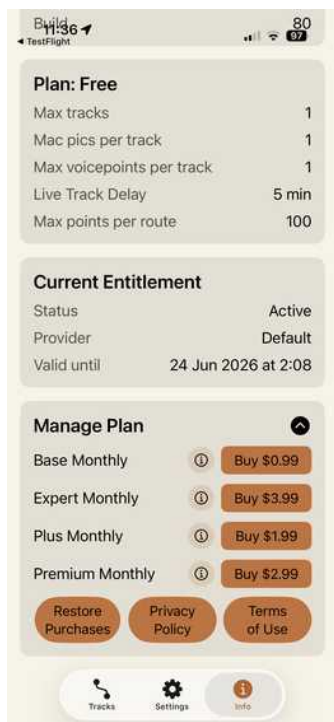 Build 80
11:36
97
◀ TestFlight
Plan: Free
Max tracks 1
Mac pics per track 1
Max voicepoints per track 1
Live Track Delay 5 min
Max points per route 100
Current Entitlement
Status Active
Provider Default
Valid until 24 Jun 2026 at 2:08
Manage Plan
Base Monthly Buy $0.99
Expert Monthly Buy $3.99
Plus Monthly Buy $1.99
Premium Monthly Buy $2.99
Restore Privacy Terms
Purchases Policy of Use
Tracks Settings Info